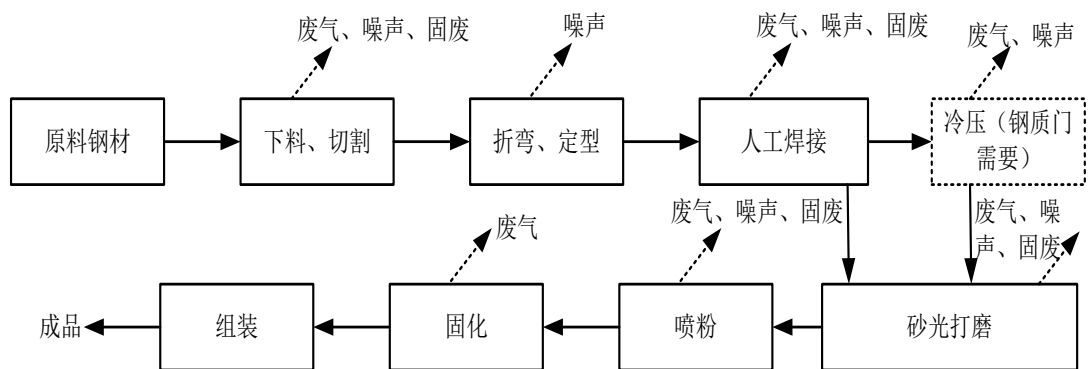 废气、噪声、固废
噪声
废气、噪声、固废
废气、噪声
原料钢材
下料、切割
折弯、定型
人工焊接
冷压（钢质门
需要）
废气
废气、噪声、固废
废气、噪
声、固废
成品
组装
固化
喷粉
砂光打磨